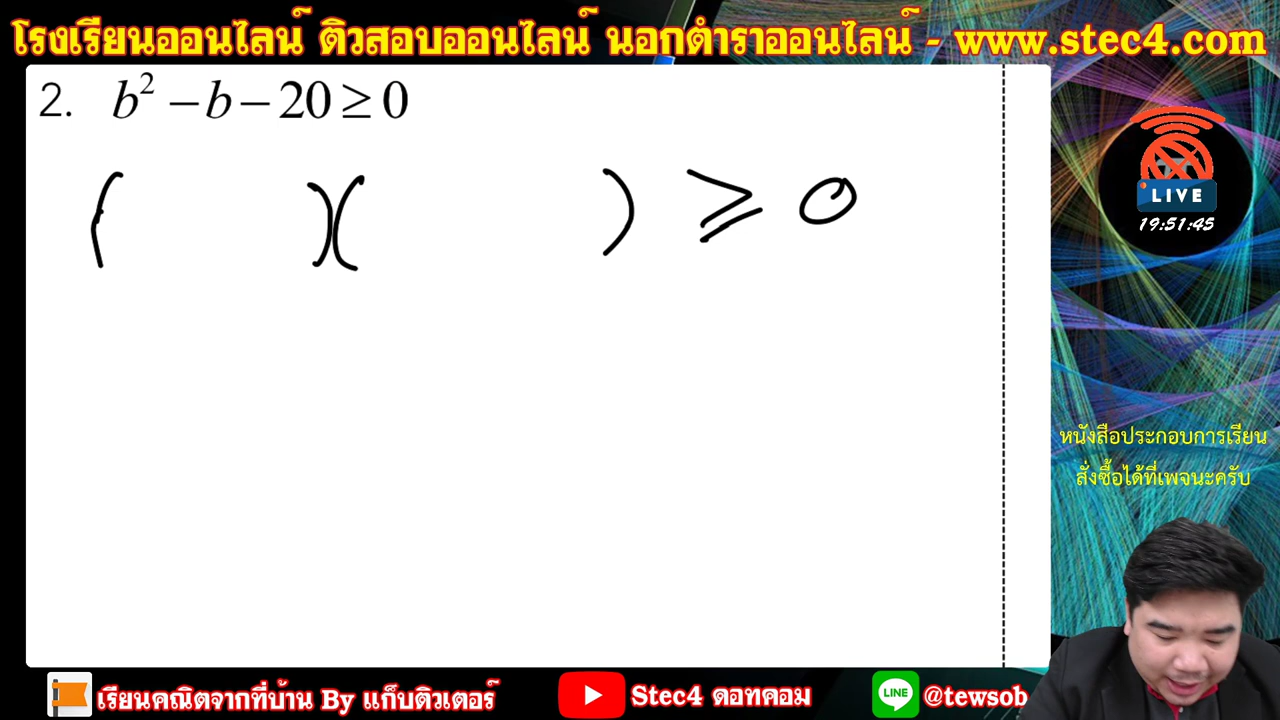 โรงเรียนออนไลน์ ติวสอบออนไลน์ นอกตำราออนไลน์ - www.stec4.com
2. b² – b – 20 ≥ 0
(          )(          ) ≥ 0
LIVE
19:51:45
หนังสือประกอบการเรียน
สั่งซื้อได้ที่เพจนะครับ
เรียนคณิตจากที่บ้าน By แก็บติวเตอร์
Stec4 ดอทคอม
LINE
@tewsob